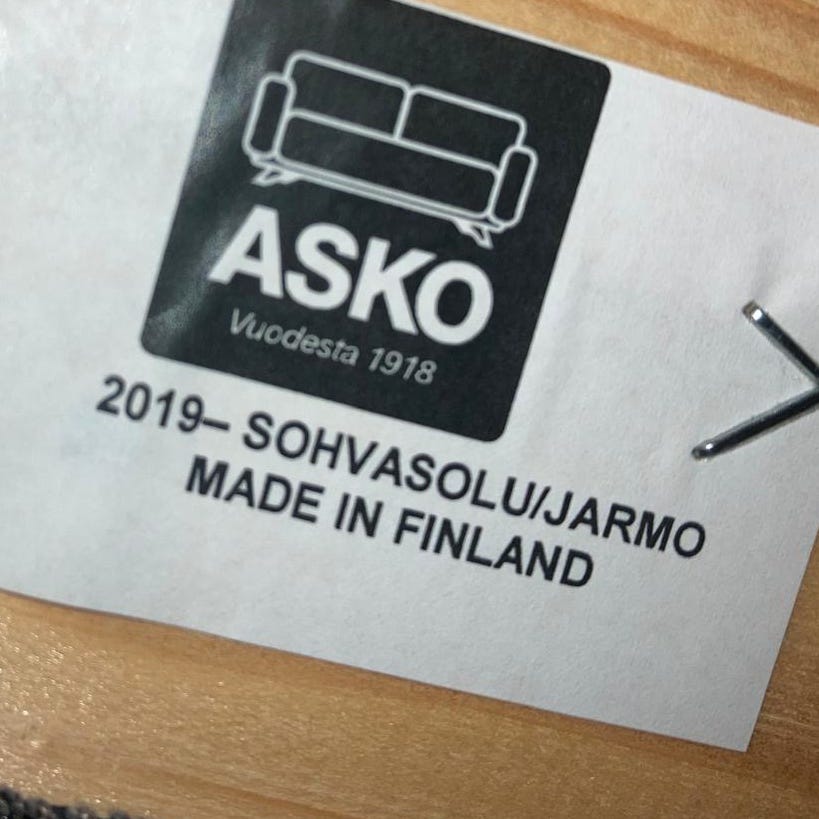 ASKO
Vuodesta 1918
2019– SOHVASOLU/JARMO
MADE IN FINLAND